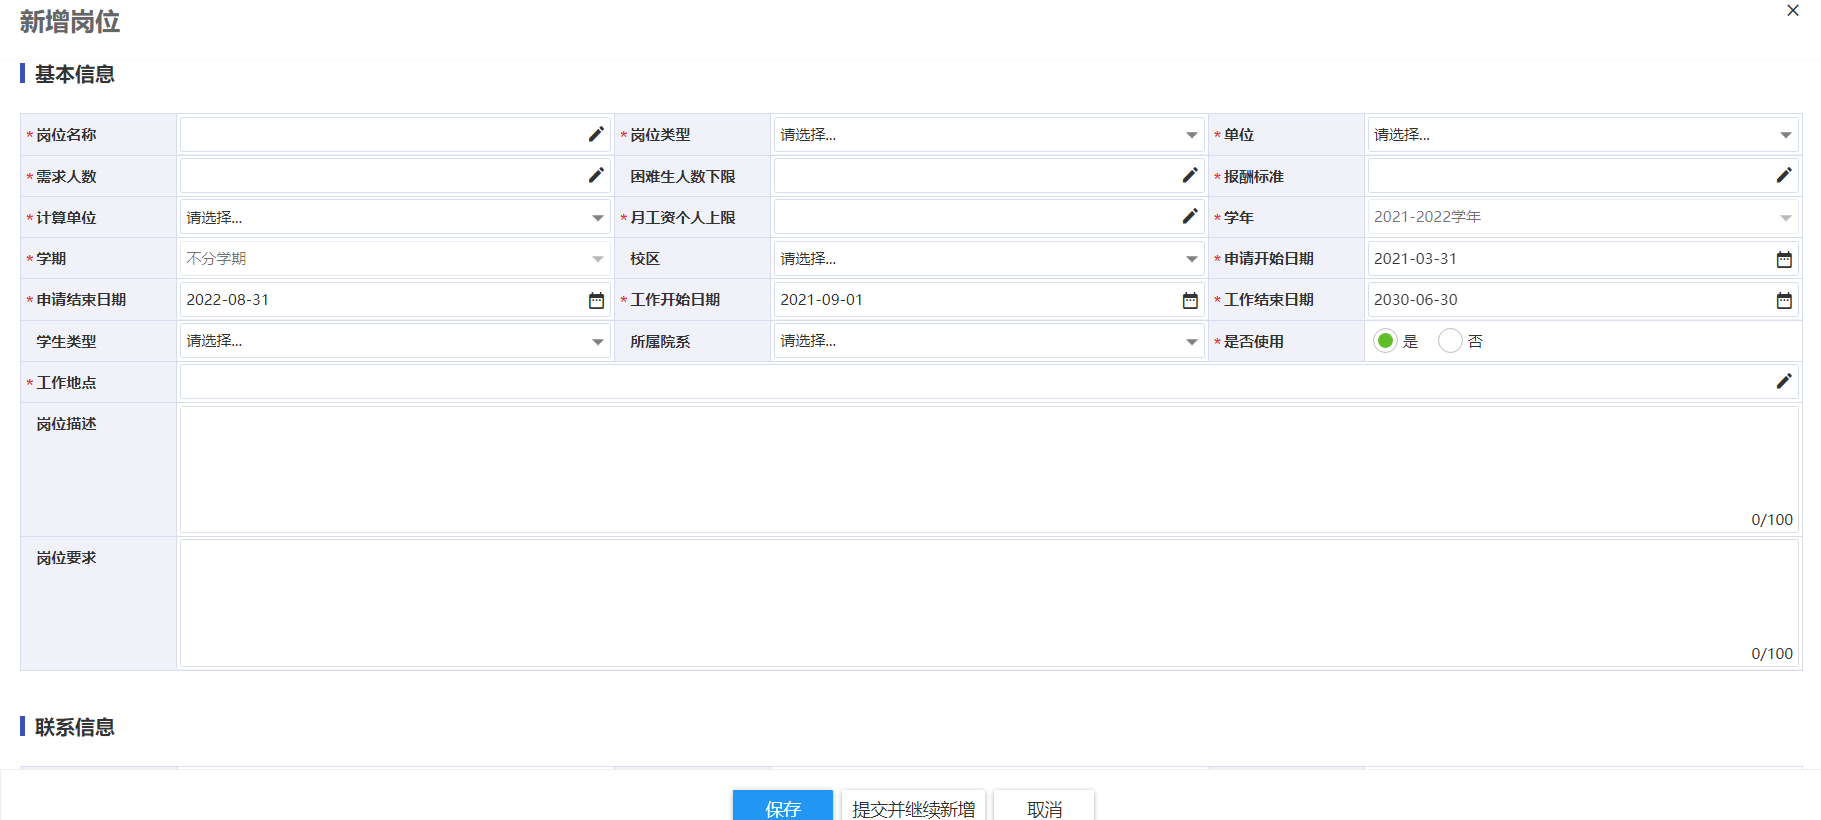 新增岗位
基本信息
*岗位名称
*岗位类型 请选择...
*单位 请选择...
*需求人数
困难生人数下限
*报酬标准
*计算单位 请选择...
*月工资个人上限
*学年 2021-2022学年
*学期 不分学期
校区 请选择...
*申请开始日期 2021-03-31
*申请结束日期 2022-08-31
*工作开始日期 2021-09-01
*工作结束日期 2030-06-30
学生类型 请选择...
所属院系 请选择...
*是否使用 是 否
*工作地点
岗位描述
0/100
岗位要求
0/100
联系信息
保存 提交并继续新增 取消